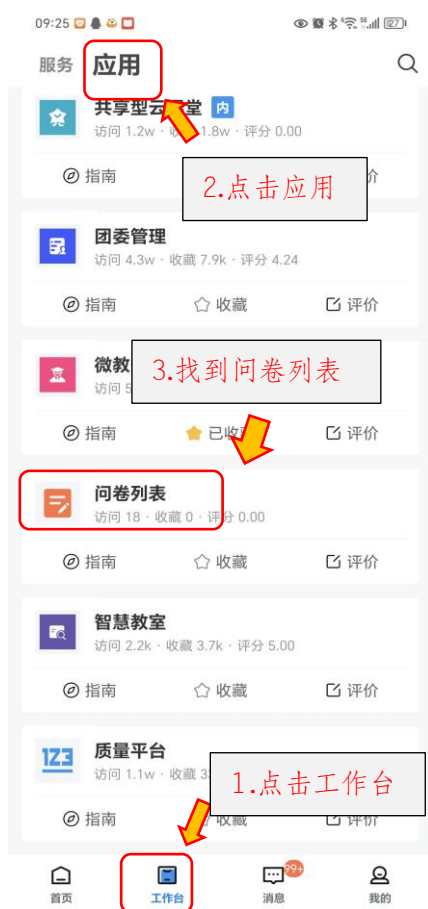 09:25
27
服务 应用
共享型云 堂 内
访问 1.2w · 收 1.8w · 评分 0.00
2.点击应用
指南
团委管理
访问 4.3w · 收藏 7.9k · 评分 4.24
指南 收藏 评价
微教
访问 5
3.找到问卷列表
指南 已收 评价
问卷列表
访问 18 · 收藏 0 · 评分 0.00
指南 收藏 评价
智慧教室
访问 2.2k · 收藏 3.7k · 评分 5.00
指南 收藏 评价
123 质量平台
访问 1.1w · 收藏 3
1.点击工作台
指南 收藏 评价
99+
首页 工作台 消息 我的